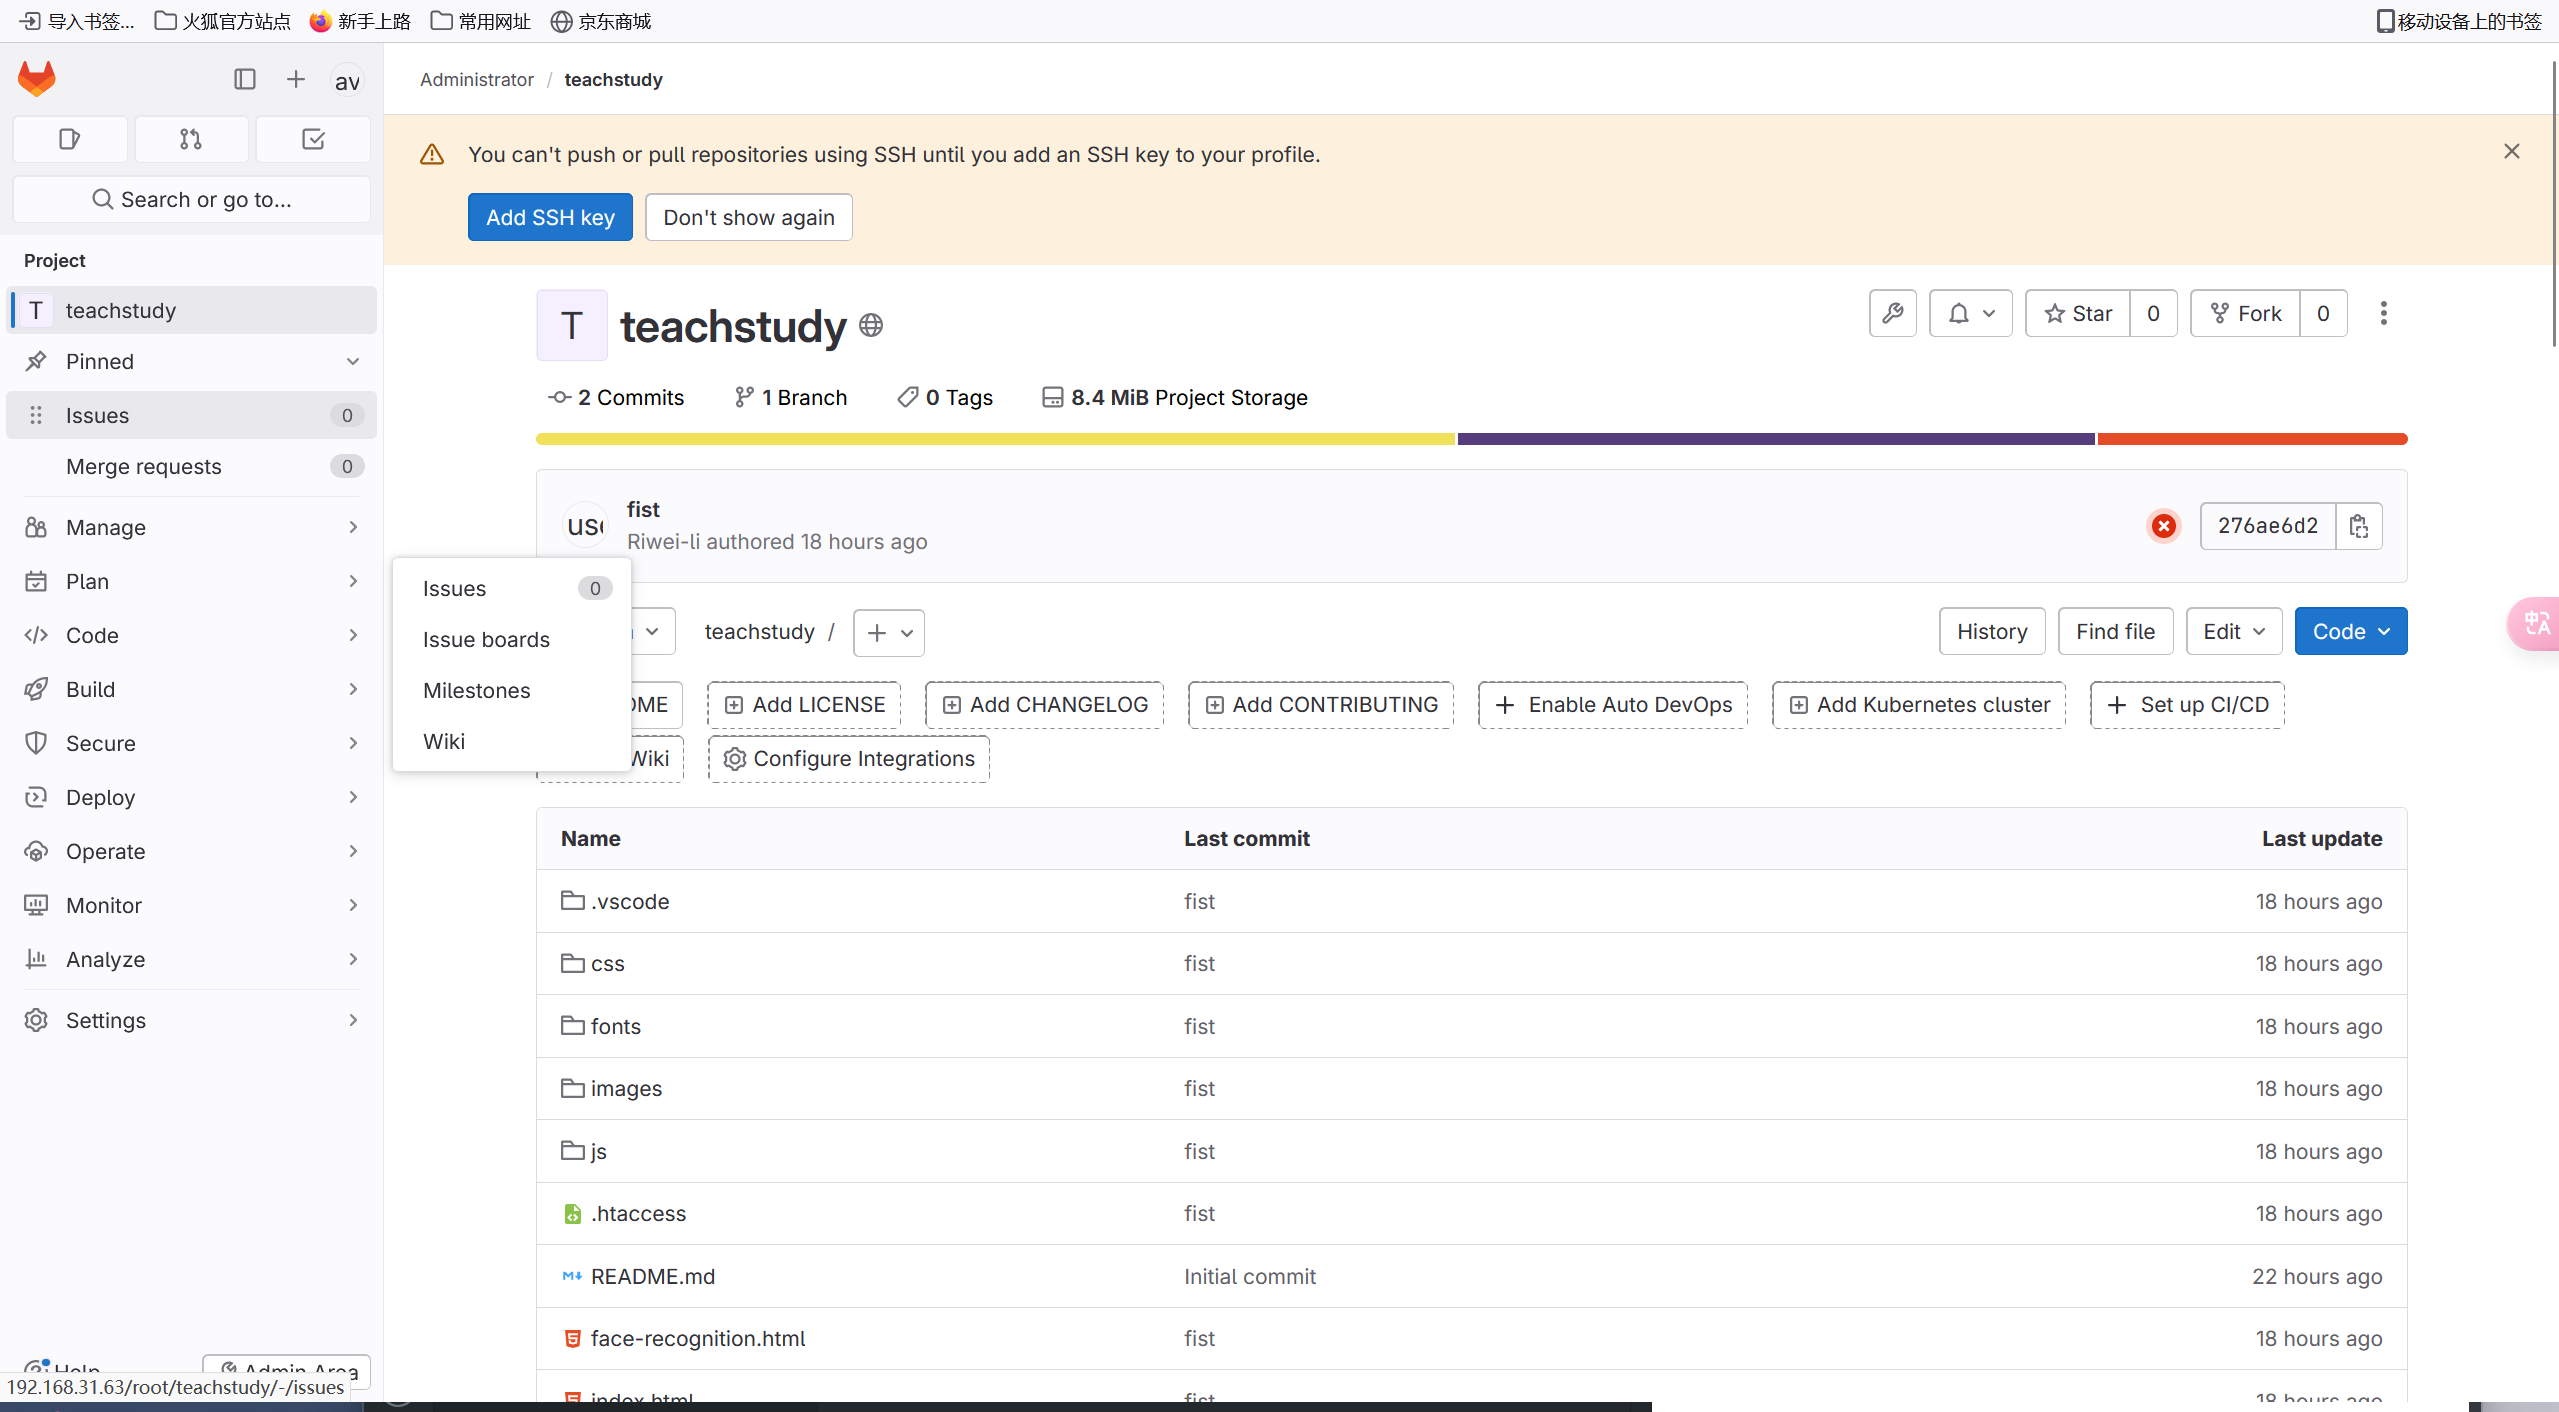 导入书签... 火狐官方站点 新手上路 常用网址 京东商城 移动设备上的书签
av
Search or go to...
Project
T teachstudy
Pinned
Issues 0
Merge requests 0
Manage
Plan
Code
Build
Secure
Deploy
Operate
Monitor
Analyze
Settings
Help Admin Area
192.168.31.63/root/teachstudy/-/issues
Administrator / teachstudy
You can't push or pull repositories using SSH until you add an SSH key to your profile.
Add SSH key Don't show again
T teachstudy Star 0 Fork 0
2 Commits 1 Branch 0 Tags 8.4 MiB Project Storage
fist
Riwei-li authored 18 hours ago 276ae6d2
Issues 0
Issue boards
Milestones
Wiki
teachstudy / History Find file Edit Code
Add LICENSE Add CHANGELOG Add CONTRIBUTING Enable Auto DevOps Add Kubernetes cluster Set up CI/CD
Wiki Configure Integrations
Name Last commit Last update
.vscode fist 18 hours ago
css fist 18 hours ago
fonts fist 18 hours ago
images fist 18 hours ago
js fist 18 hours ago
.htaccess fist 18 hours ago
README.md Initial commit 22 hours ago
face-recognition.html fist 18 hours ago
index.html fist 18 hours ago